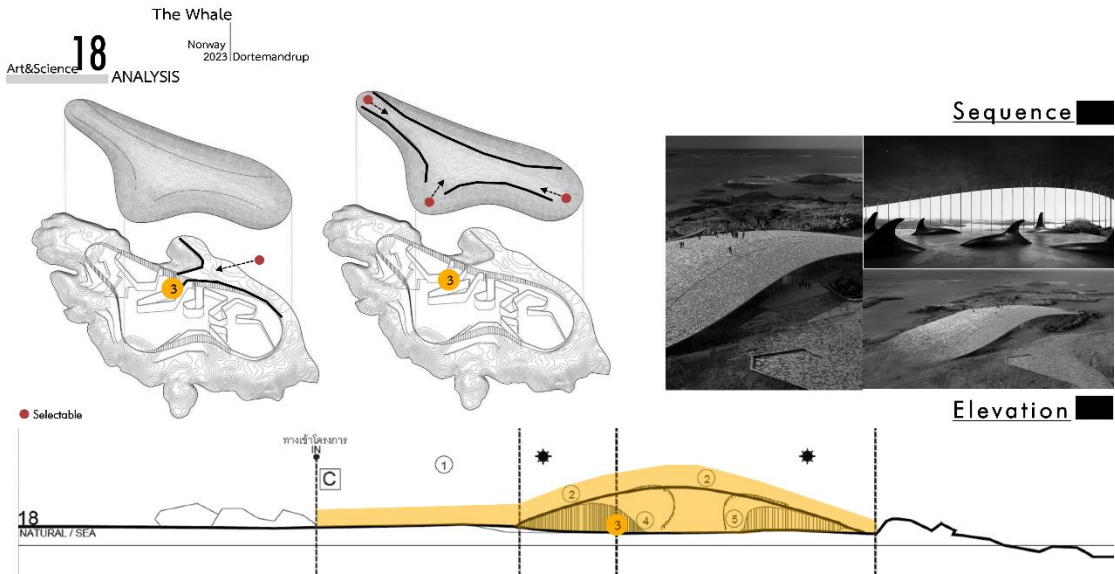 The Whale
Norway
2023 Dortemandrup
Art&Science 18
ANALYSIS
Sequence
3
3
Selectable
Elevation
ทางเข้าโครงการ
IN
C
1
2
2
3
4
5
18
NATURAL / SEA